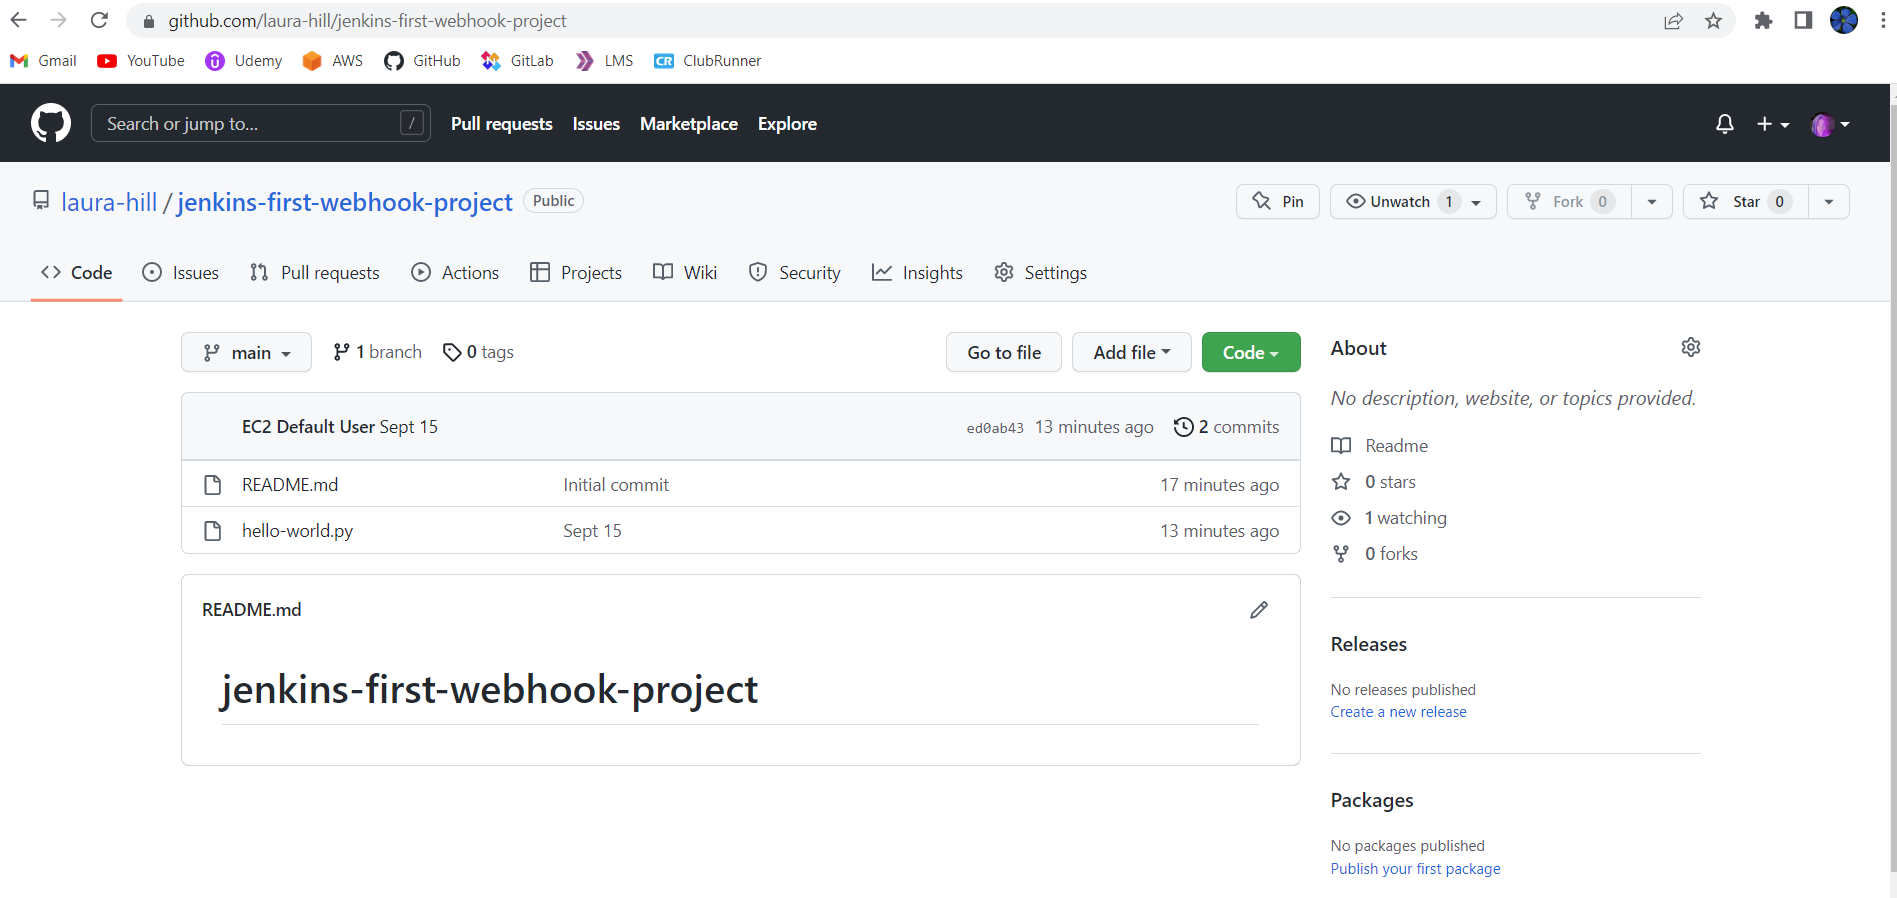 github.com/laura-hill/jenkins-first-webhook-project
Gmail YouTube Udemy AWS GitHub GitLab LMS CR ClubRunner
Search or jump to... / Pull requests Issues Marketplace Explore
laura-hill / jenkins-first-webhook-project Public Pin Unwatch 1 Fork 0 Star 0
Code Issues Pull requests Actions Projects Wiki Security Insights Settings
main 1 branch 0 tags Go to file Add file Code
EC2 Default User Sept 15 ed0ab43 13 minutes ago 2 commits
README.md Initial commit 17 minutes ago
hello-world.py Sept 15 13 minutes ago
README.md
jenkins-first-webhook-project
About
No description, website, or topics provided.
Readme
0 stars
1 watching
0 forks
Releases
No releases published
Create a new release
Packages
No packages published
Publish your first package